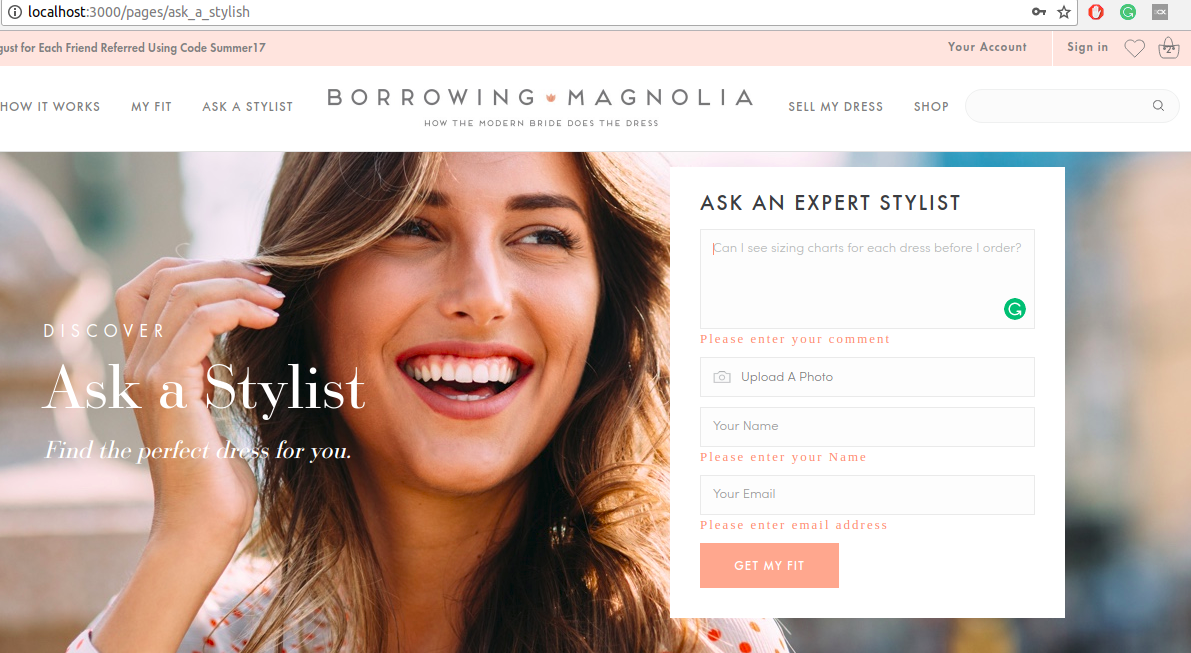 localhost:3000/pages/ask_a_stylish
gust for Each Friend Referred Using Code Summer17
Your Account
Sign in
2
HOW IT WORKS
MY FIT
ASK A STYLIST
BORROWING MAGNOLIA
HOW THE MODERN BRIDE DOES THE DRESS
SELL MY DRESS
SHOP
DISCOVER
Ask a Stylist
Find the perfect dress for you.
ASK AN EXPERT STYLIST
Can I see sizing charts for each dress before I order?
Please enter your comment
Upload A Photo
Your Name
Please enter your Name
Your Email
Please enter email address
GET MY FIT